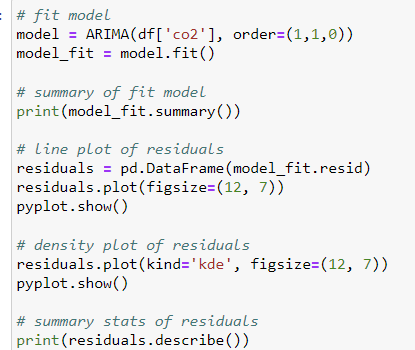 # fit model
model = ARIMA(df['co2'], order=(1,1,0))
model_fit = model.fit()
# summary of fit model
print(model_fit.summary())
# line plot of residuals
residuals = pd.DataFrame(model_fit.resid)
residuals.plot(figsize=(12, 7))
pyplot.show()
# density plot of residuals
residuals.plot(kind='kde', figsize=(12, 7))
pyplot.show()
# summary stats of residuals
print(residuals.describe())